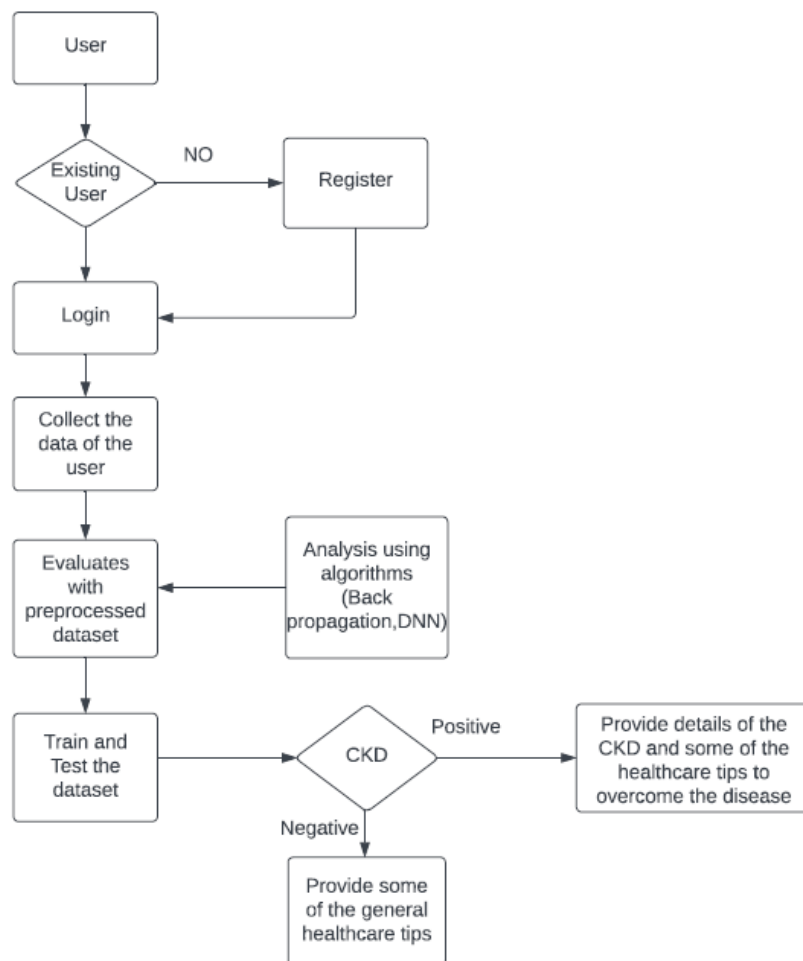 User
Existing
User
NO
Register
Login
Collect the
data of the
user
Evaluates
with
preprocessed
dataset
Analysis using
algorithms
(Back
propagation,DNN)
Train and
Test the
dataset
CKD
Positive
Provide details of the
CKD and some of the
healthcare tips to
overcome the disease
Negative
Provide some
of the general
healthcare tips